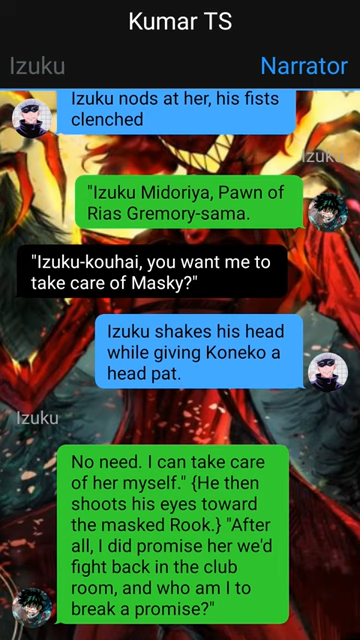 Kumar TS
Izuku
Narrator
Izuku nods at her, his fists
clenched
Izuku
"Izuku Midoriya, Pawn of
Rias Gremory-sama.
"Izuku-kouhai, you want me to
take care of Masky?"
Izuku shakes his head
while giving Koneko a
head pat.
Izuku
No need. I can take care
of her myself." {He then
shoots his eyes toward
the masked Rook.} "After
all, I did promise her we'd
fight back in the club
room, and who am I to
break a promise?"